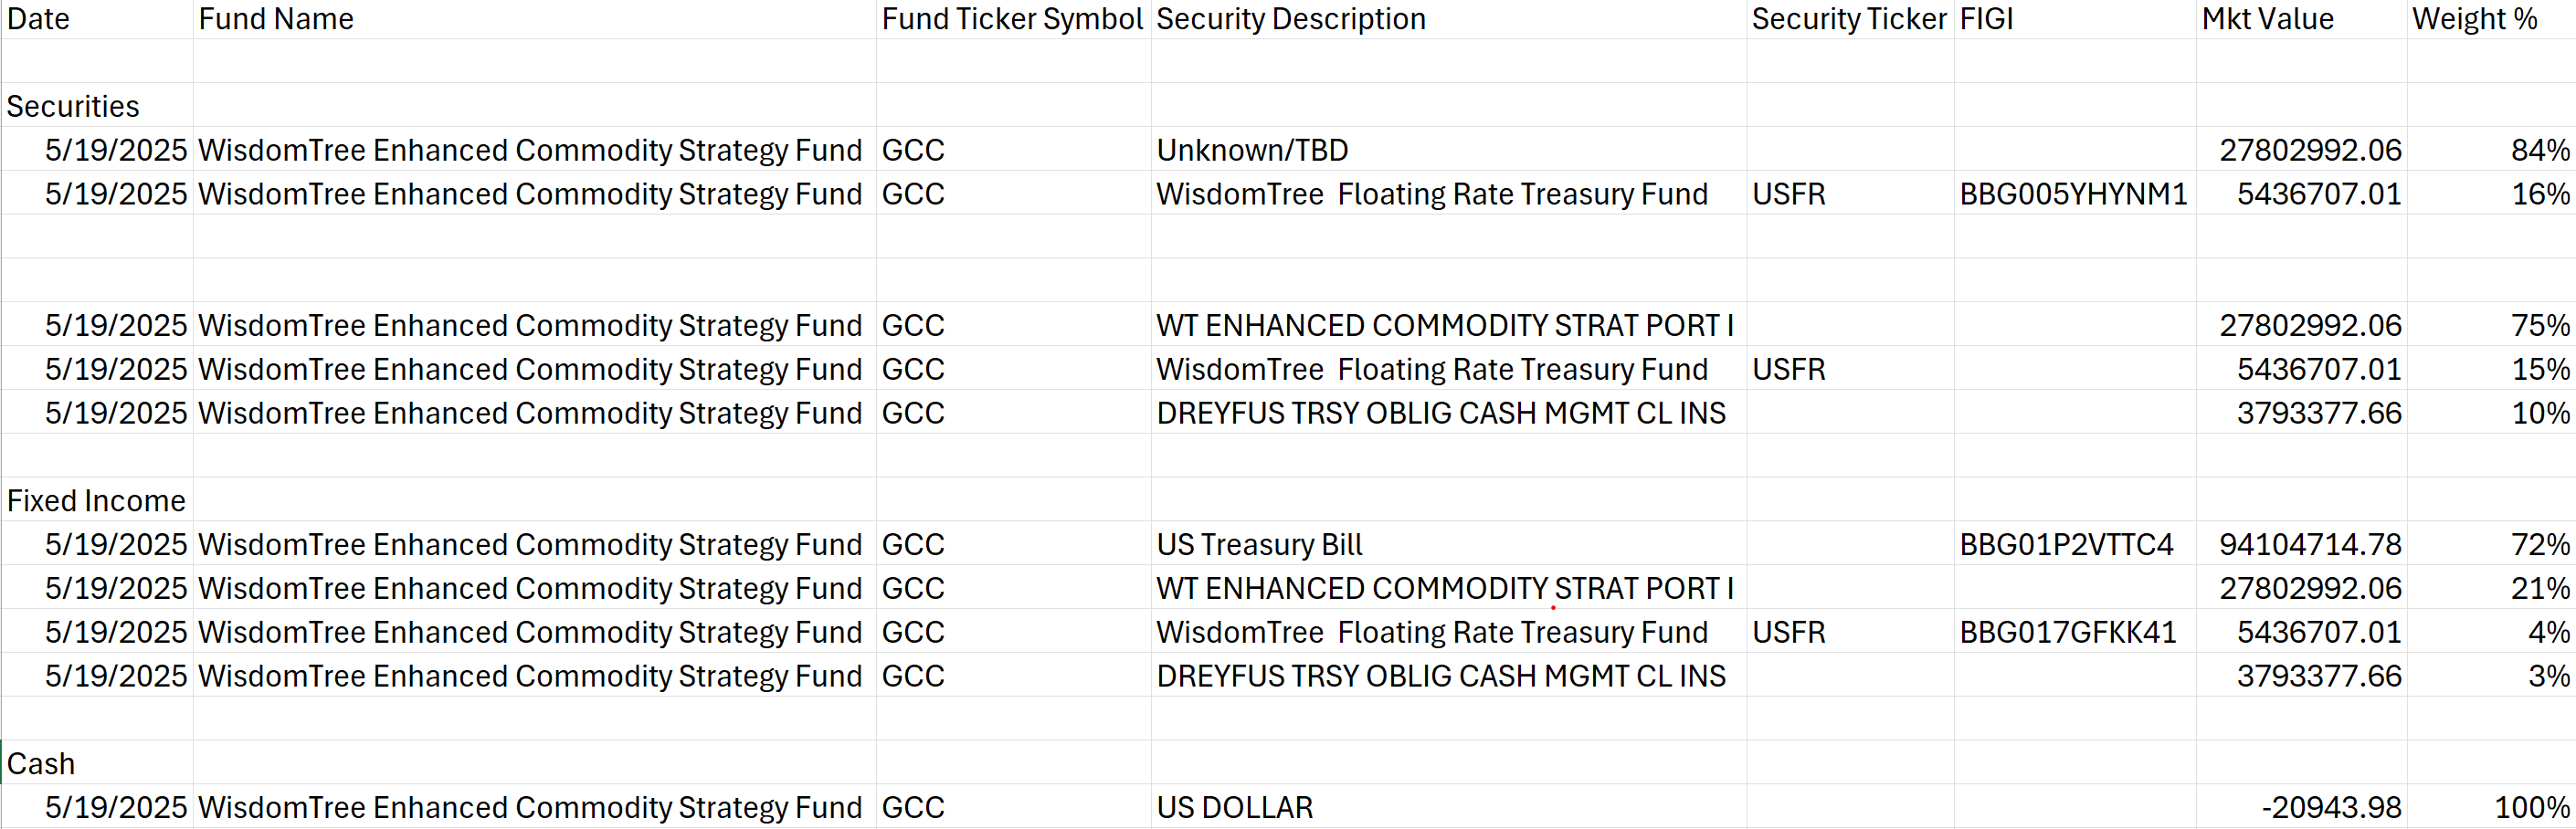 Date Fund Name Fund Ticker Symbol Security Description Security Ticker FIGI Mkt Value Weight %
Securities
5/19/2025 WisdomTree Enhanced Commodity Strategy Fund GCC Unknown/TBD 27802992.06 84%
5/19/2025 WisdomTree Enhanced Commodity Strategy Fund GCC WisdomTree  Floating Rate Treasury Fund USFR BBG005YHYNM1 5436707.01 16%
5/19/2025 WisdomTree Enhanced Commodity Strategy Fund GCC WT ENHANCED COMMODITY STRAT PORT I 27802992.06 75%
5/19/2025 WisdomTree Enhanced Commodity Strategy Fund GCC WisdomTree  Floating Rate Treasury Fund USFR 5436707.01 15%
5/19/2025 WisdomTree Enhanced Commodity Strategy Fund GCC DREYFUS TRSY OBLIG CASH MGMT CL INS 3793377.66 10%
Fixed Income
5/19/2025 WisdomTree Enhanced Commodity Strategy Fund GCC US Treasury Bill BBG01P2VTTC4 94104714.78 72%
5/19/2025 WisdomTree Enhanced Commodity Strategy Fund GCC WT ENHANCED COMMODITY STRAT PORT I 27802992.06 21%
5/19/2025 WisdomTree Enhanced Commodity Strategy Fund GCC WisdomTree  Floating Rate Treasury Fund USFR BBG017GFKK41 5436707.01 4%
5/19/2025 WisdomTree Enhanced Commodity Strategy Fund GCC DREYFUS TRSY OBLIG CASH MGMT CL INS 3793377.66 3%
Cash
5/19/2025 WisdomTree Enhanced Commodity Strategy Fund GCC US DOLLAR -20943.98 100%